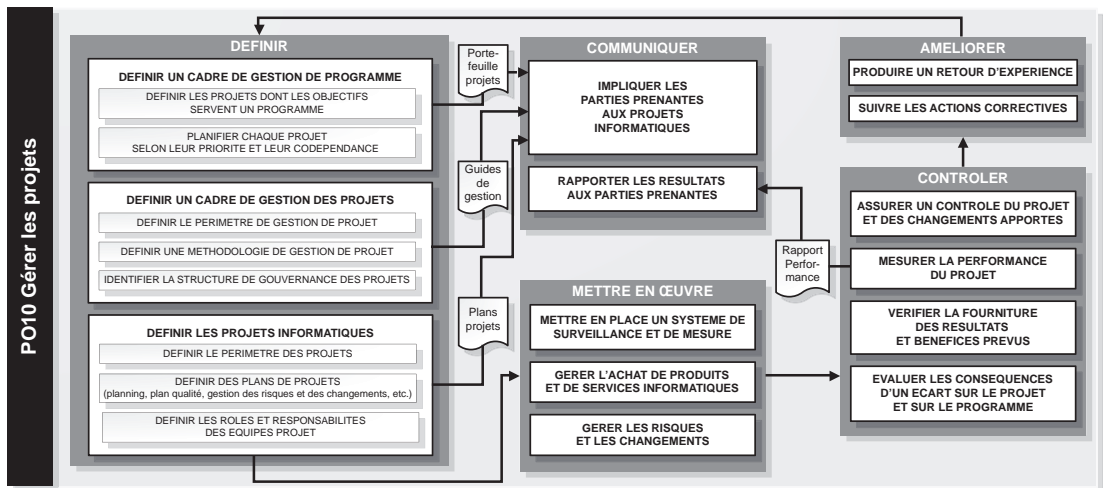 PO10 Gérer les projets
DEFINIR
DEFINIR UN CADRE DE GESTION DE PROGRAMME
DEFINIR LES PROJETS DONT LES OBJECTIFS
SERVENT UN PROGRAMME
PLANIFIER CHAQUE PROJET
SELON LEUR PRIORITE ET LEUR CODEPENDANCE
DEFINIR UN CADRE DE GESTION DES PROJETS
DEFINIR LE PERIMETRE DE GESTION DE PROJET
DEFINIR UNE METHODOLOGIE DE GESTION DE PROJET
IDENTIFIER LA STRUCTURE DE GOUVERNANCE DES PROJETS
DEFINIR LES PROJETS INFORMATIQUES
DEFINIR LE PERIMETRE DES PROJETS
DEFINIR DES PLANS DE PROJETS
(planning, plan qualité, gestion des risques et des changements, etc.)
DEFINIR LES ROLES ET RESPONSABILITES
DES EQUIPES PROJET
Porte-
feuille
projets
Guides
de
gestion
Plans
projets
COMMUNIQUER
IMPLIQUER LES
PARTIES PRENANTES
AUX PROJETS
INFORMATIQUES
RAPPORTER LES RESULTATS
AUX PARTIES PRENANTES
METTRE EN ŒUVRE
METTRE EN PLACE UN SYSTEME DE
SURVEILLANCE ET DE MESURE
GERER L'ACHAT DE PRODUITS
ET DE SERVICES INFORMATIQUES
GERER LES RISQUES
ET LES CHANGEMENTS
Rapport
Perfor-
mance
AMELIORER
PRODUIRE UN RETOUR D'EXPERIENCE
SUIVRE LES ACTIONS CORRECTIVES
CONTROLER
ASSURER UN CONTROLE DU PROJET
ET DES CHANGEMENTS APPORTES
MESURER LA PERFORMANCE
DU PROJET
VERIFIER LA FOURNITURE
DES RESULTATS
ET BENEFICES PREVUS
EVALUER LES CONSEQUENCES
D'UN ECART SUR LE PROJET
ET SUR LE PROGRAMME